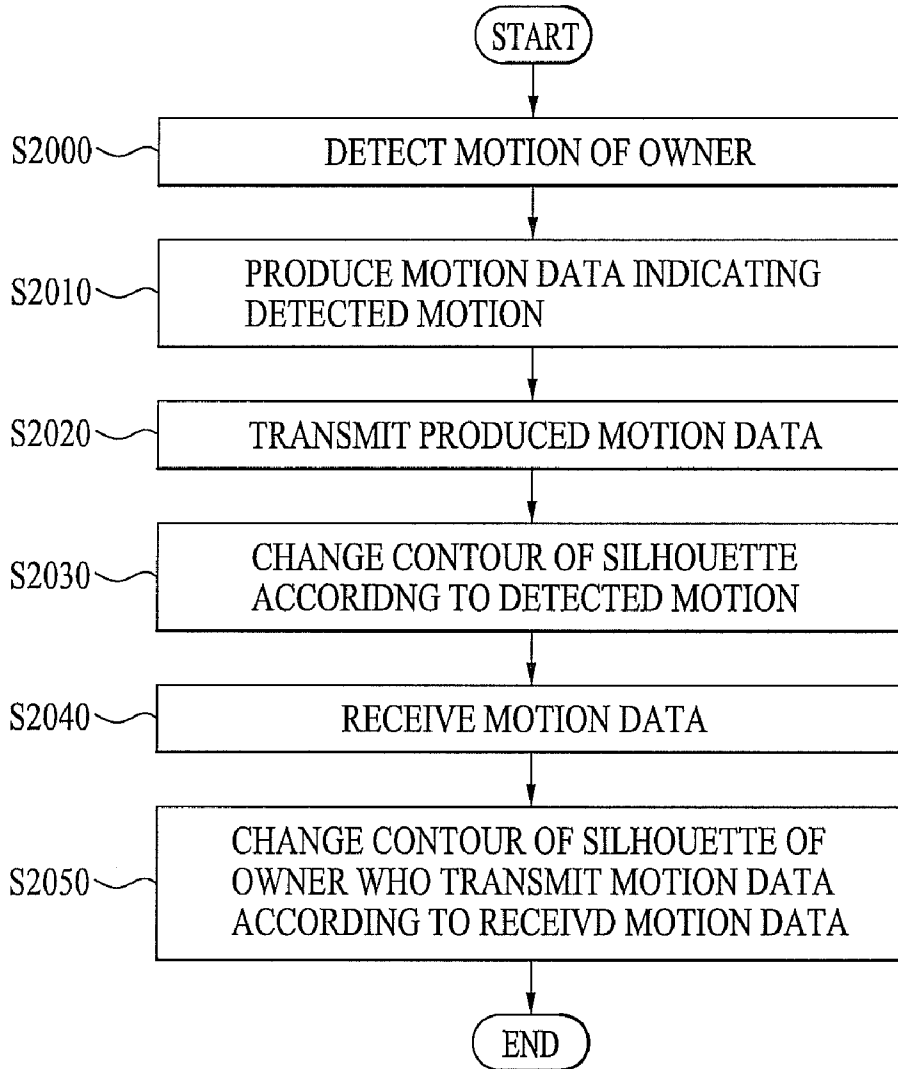 START
S2000
DETECT MOTION OF OWNER
S2010
PRODUCE MOTION DATA INDICATING
DETECTED MOTION
S2020
TRANSMIT PRODUCED MOTION DATA
S2030
CHANGE CONTOUR OF SILHOUETTE
ACCORIDNG TO DETECTED MOTION
S2040
RECEIVE MOTION DATA
S2050
CHANGE CONTOUR OF SILHOUETTE OF
OWNER WHO TRANSMIT MOTION DATA
ACCORDING TO RECEIVD MOTION DATA
END